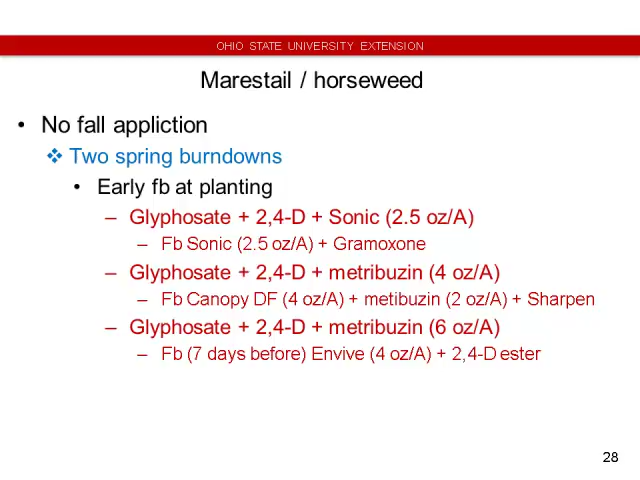 OHIO STATE UNIVERSITY EXTENSION
Marestail / horseweed
• No fall appliction
❖ Two spring burndowns
• Early fb at planting
– Glyphosate + 2,4-D + Sonic (2.5 oz/A)
– Fb Sonic (2.5 oz/A) + Gramoxone
– Glyphosate + 2,4-D + metribuzin (4 oz/A)
– Fb Canopy DF (4 oz/A) + metibuzin (2 oz/A) + Sharpen
– Glyphosate + 2,4-D + metribuzin (6 oz/A)
– Fb (7 days before) Envive (4 oz/A) + 2,4-D ester
28